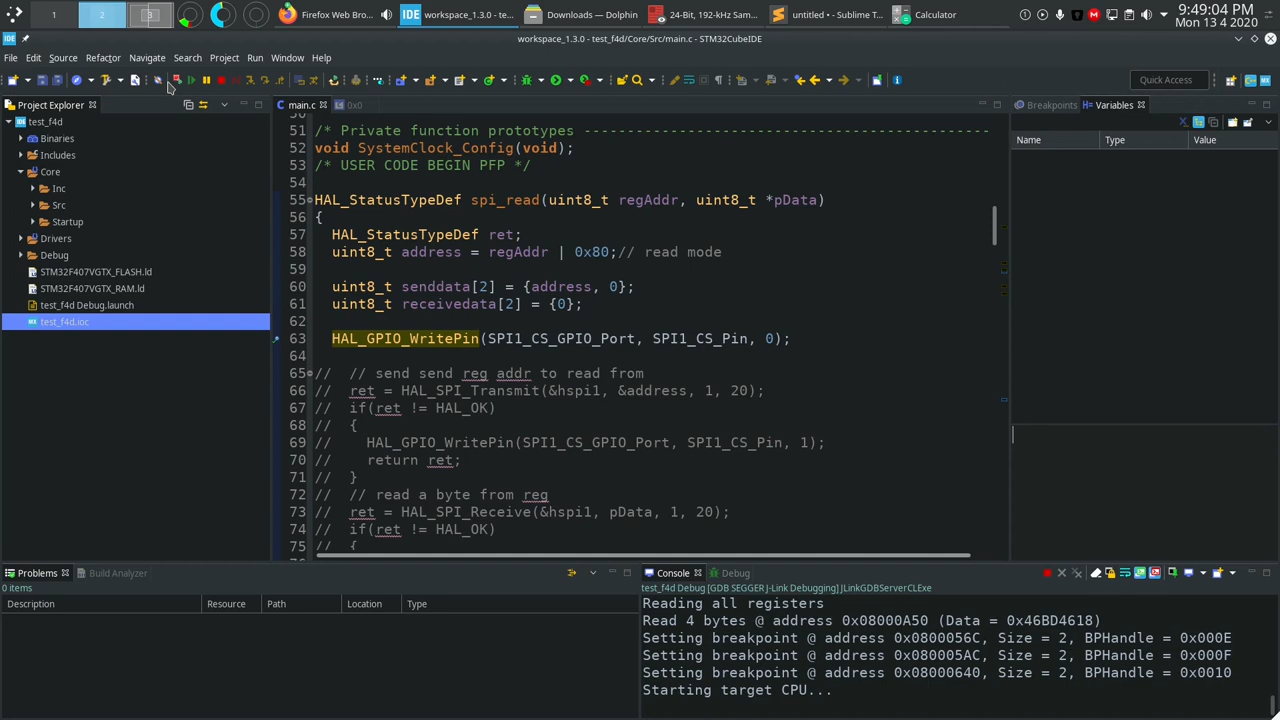 1
2
3
Firefox Web Bro...
IDE workspace_1.3.0 - te...
Downloads — Dolphin
24-Bit, 192-kHz Sam...
untitled • - Sublime T...
Calculator
9:49:04 PM
Mon 13 4 2020
IDE
workspace_1.3.0 - test_f4d/Core/Src/main.c - STM32CubeIDE
File Edit Source Refactor Navigate Search Project Run Window Help
Quick Access
Project Explorer
main.c
0x0
Breakpoints
Variables
test_f4d
Binaries
Includes
Core
Inc
Src
Startup
Drivers
Debug
STM32F407VGTX_FLASH.ld
STM32F407VGTX_RAM.ld
test_f4d Debug.launch
test_f4d.ioc
50
51 /* Private function prototypes -----------------------------------------------
52 void SystemClock_Config(void);
53 /* USER CODE BEGIN PFP */
54
55 HAL_StatusTypeDef spi_read(uint8_t regAddr, uint8_t *pData)
56 {
57 HAL_StatusTypeDef ret;
58 uint8_t address = regAddr | 0x80;// read mode
59
60 uint8_t senddata[2] = {address, 0};
61 uint8_t receivedata[2] = {0};
62
63 HAL_GPIO_WritePin(SPI1_CS_GPIO_Port, SPI1_CS_Pin, 0);
64
65 // // send send reg addr to read from
66 // ret = HAL_SPI_Transmit(&hspi1, &address, 1, 20);
67 // if(ret != HAL_OK)
68 // {
69 // HAL_GPIO_WritePin(SPI1_CS_GPIO_Port, SPI1_CS_Pin, 1);
70 // return ret;
71 // }
72 // // read a byte from reg
73 // ret = HAL_SPI_Receive(&hspi1, pData, 1, 20);
74 // if(ret != HAL_OK)
75 // {
Name Type Value
Problems
Build Analyzer
0 items
Description Resource Path Location Type
Console
Debug
test_f4d Debug [GDB SEGGER J-Link Debugging] JLinkGDBServerCLExe
Reading all registers
Read 4 bytes @ address 0x08000A50 (Data = 0x46BD4618)
Setting breakpoint @ address 0x0800056C, Size = 2, BPHandle = 0x000E
Setting breakpoint @ address 0x080005AC, Size = 2, BPHandle = 0x000F
Setting breakpoint @ address 0x08000640, Size = 2, BPHandle = 0x0010
Starting target CPU...